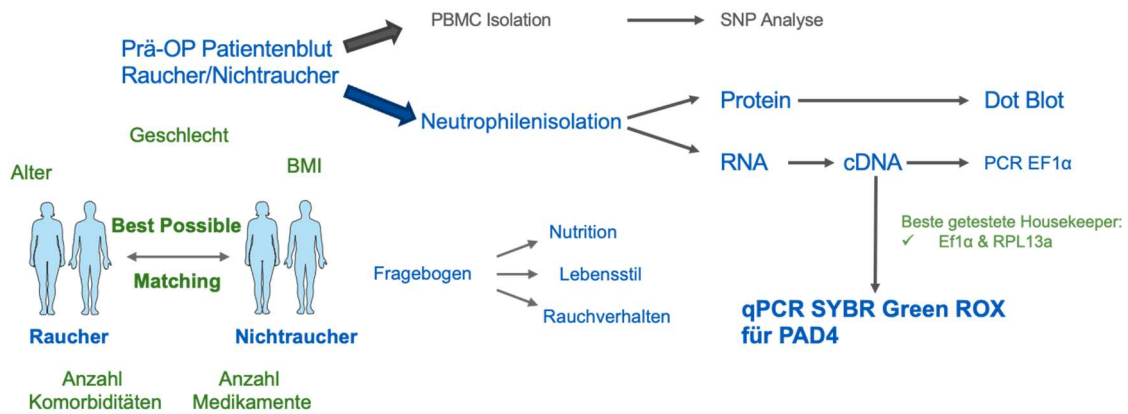 PBMC Isolation
SNP Analyse
Prä-OP Patientenblut
Raucher/Nichtraucher
Neutrophilenisolation
Protein
Dot Blot
RNA
cDNA
PCR EF1α
Beste getestete Housekeeper:
✓ Ef1α & RPL13a
qPCR SYBR Green ROX
für PAD4
Geschlecht
Alter
BMI
Best Possible
Matching
Raucher
Nichtraucher
Anzahl
Komorbiditäten
Anzahl
Medikamente
Fragebogen
Nutrition
Lebensstil
Rauchverhalten